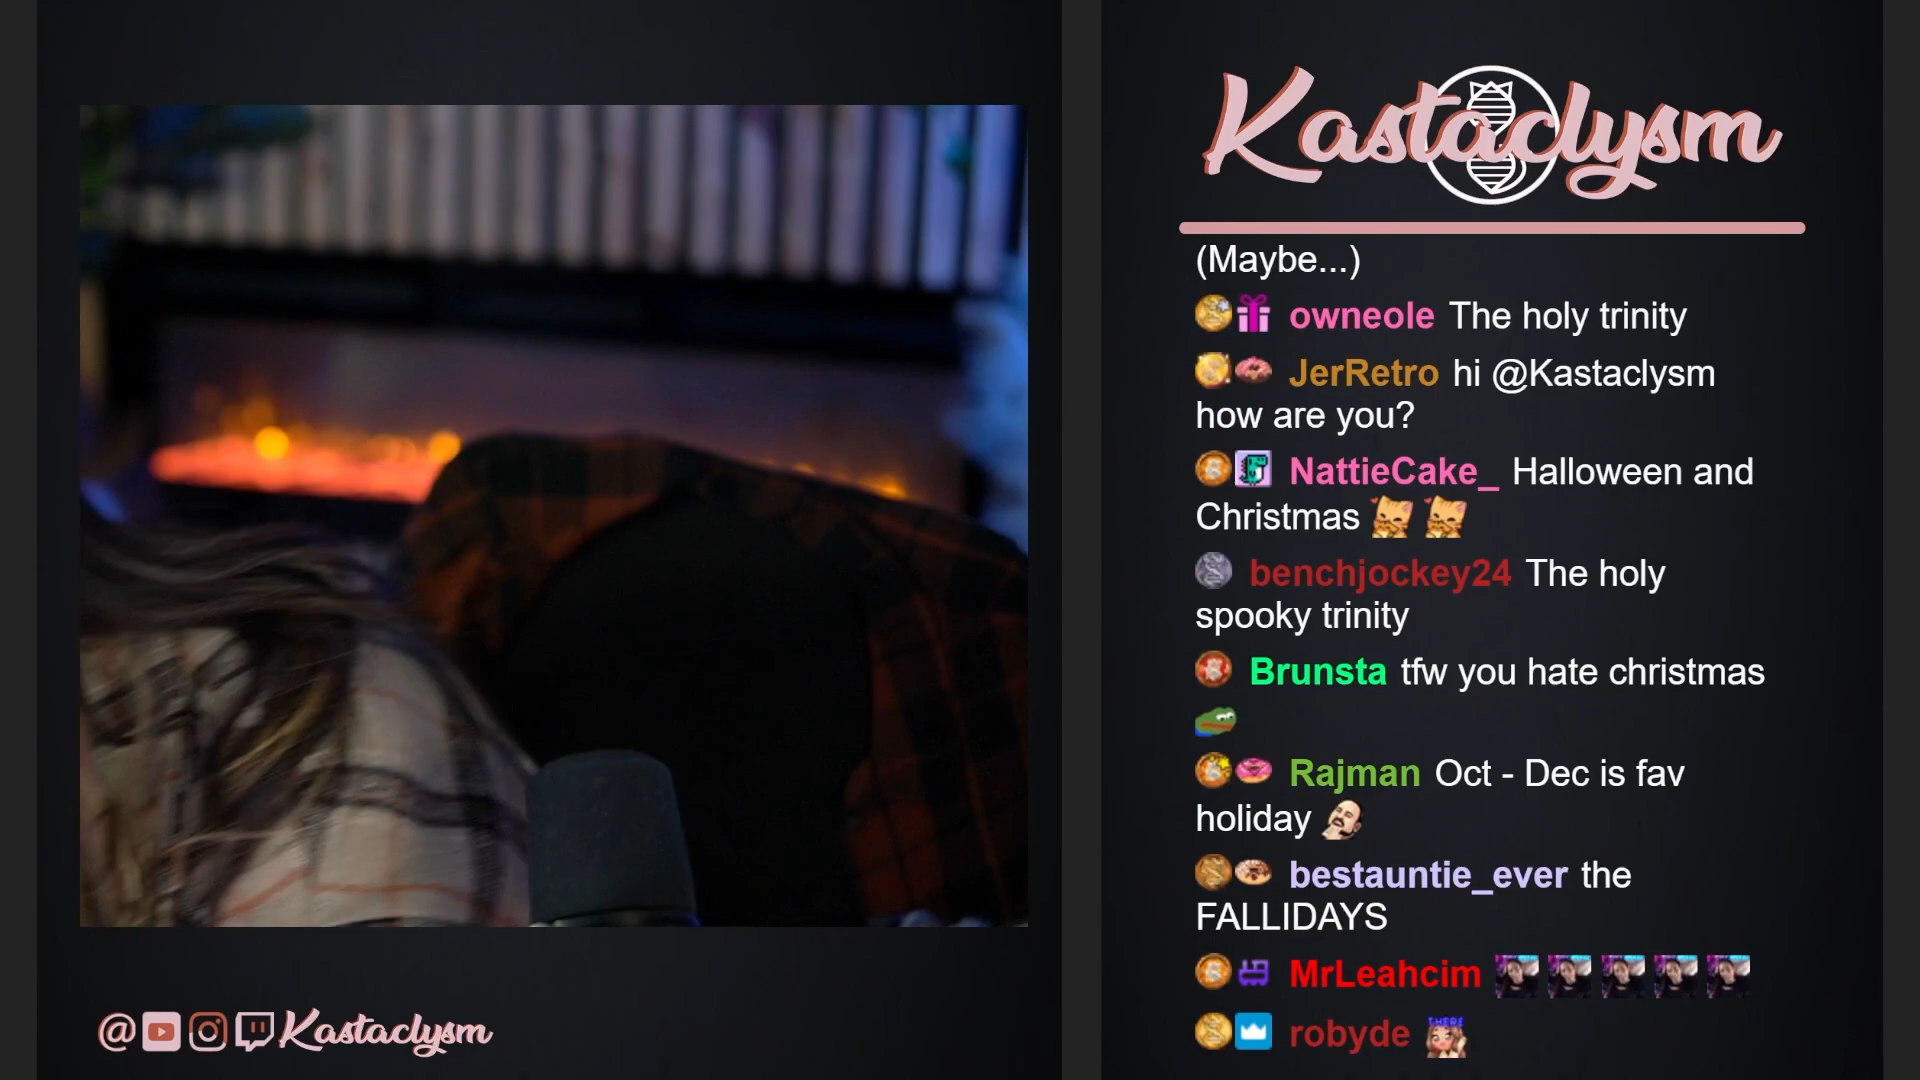 Kastaclysm
(Maybe...)
owneole The holy trinity
JerRetro hi @Kastaclysm
how are you?
NattieCake_ Halloween and
Christmas
benchjockey24 The holy
spooky trinity
Brunsta tfw you hate christmas
Rajman Oct - Dec is fav
holiday
bestauntie_ever the
FALLIDAYS
MrLeahcim
robyde THERE
@ Kastaclysm